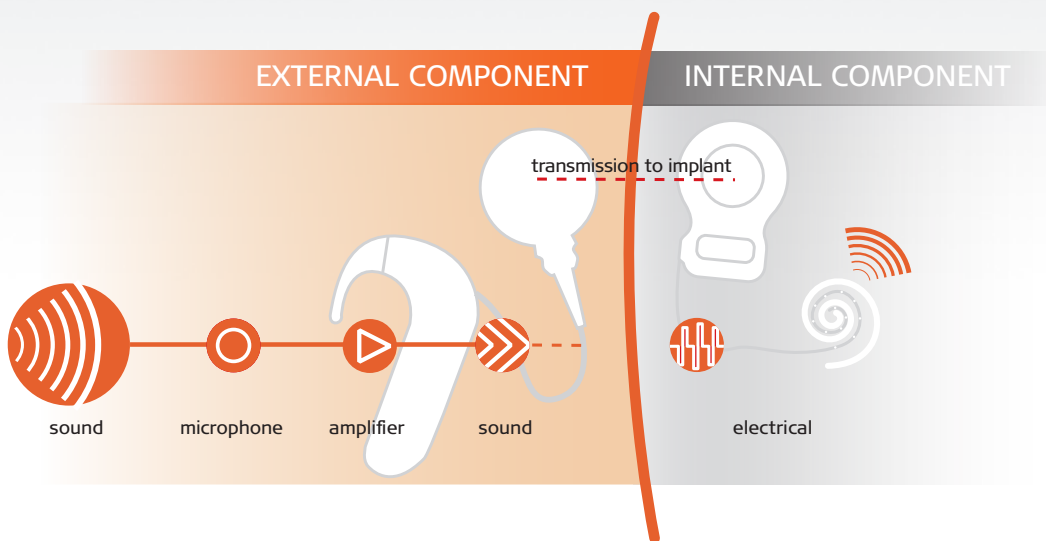 EXTERNAL COMPONENT
INTERNAL COMPONENT
transmission to implant
sound
microphone
amplifier
sound
electrical